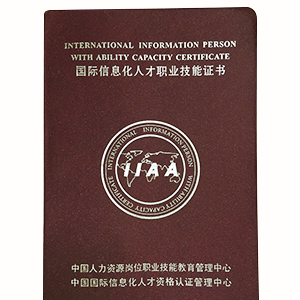 INTERNATIONAL INFORMATION PERSON
WITH ABILITY CAPACITY CERTIFICATE
国际信息化人才职业技能证书
INTERNATIONAL INFORMATION PERSON
WITH ABILITY CAPACITY CERTIFICATE
IIAA
中国人力资源岗位职业技能教育管理中心
中国国际信息化人才资格认证管理中心